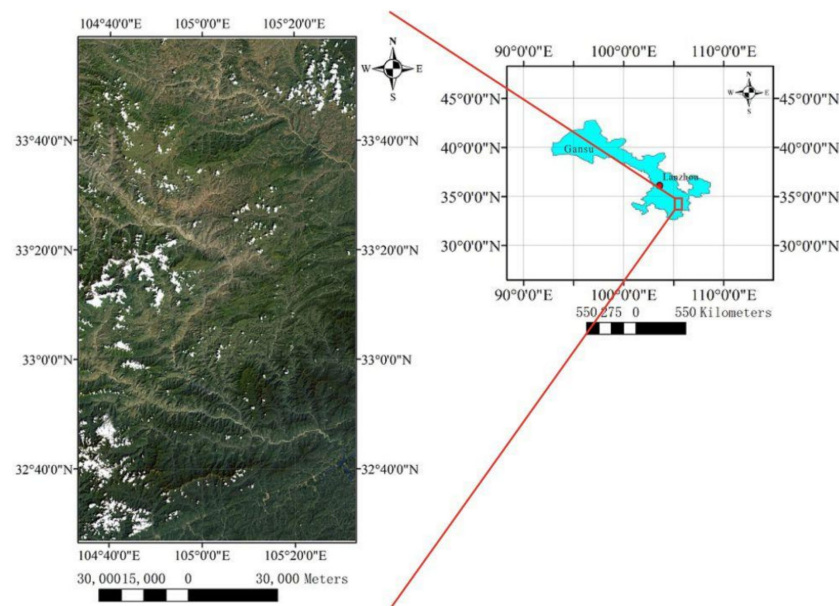 104°40'0"E 105°0'0"E 105°20'0"E
N
W E
S
33°40'0"N 33°40'0"N
33°20'0"N 33°20'0"N
33°0'0"N 33°0'0"N
32°40'0"N 32°40'0"N
104°40'0"E 105°0'0"E 105°20'0"E
30,00015,000 0 30,000 Meters
90°0'0"E 100°0'0"E 110°0'0"E
N
W E
S
45°0'0"N 45°0'0"N
40°0'0"N 40°0'0"N
Gansu
Lanzhou
35°0'0"N 35°0'0"N
30°0'0"N 30°0'0"N
90°0'0"E 100°0'0"E 110°0'0"E
550 275 0 550 Kilometers